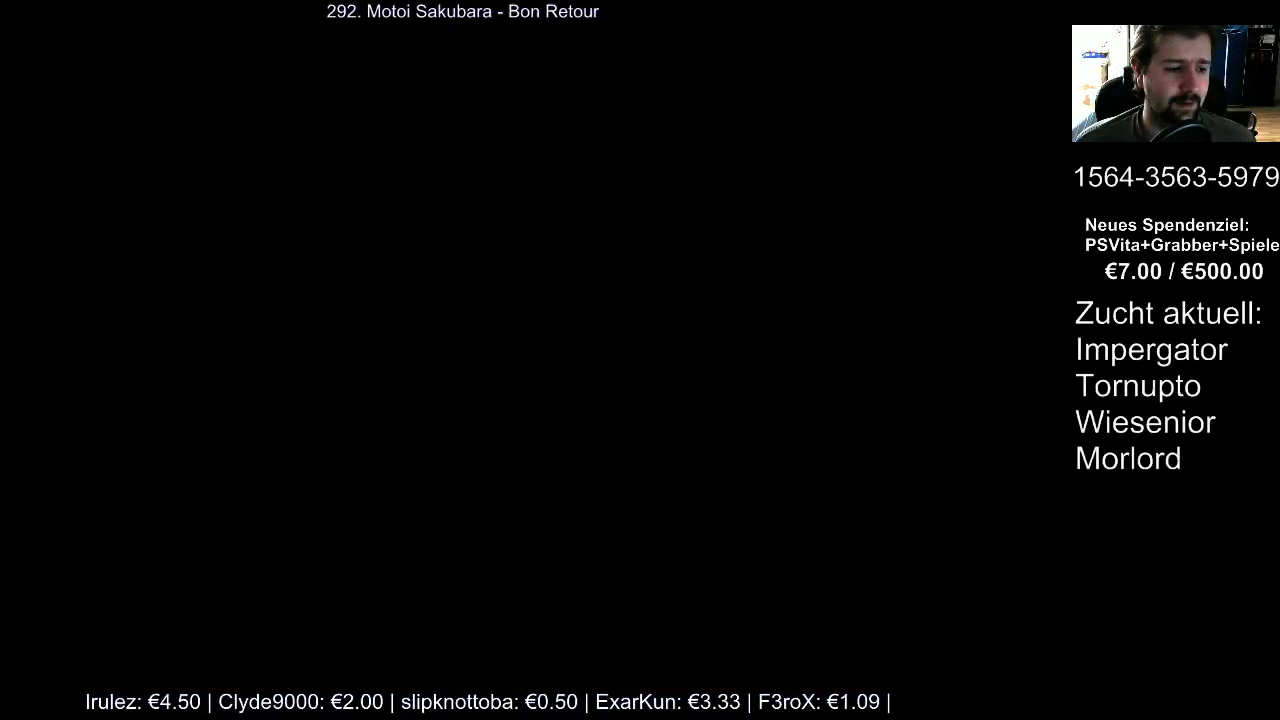 292. Motoi Sakubara - Bon Retour
1564-3563-5979
Neues Spendenziel:
PSVita+Grabber+Spiele
€7.00 / €500.00
Zucht aktuell:
Impergator
Tornupto
Wiesenior
Morlord
Irulez: €4.50 | Clyde9000: €2.00 | slipknottoba: €0.50 | ExarKun: €3.33 | F3roX: €1.09 |